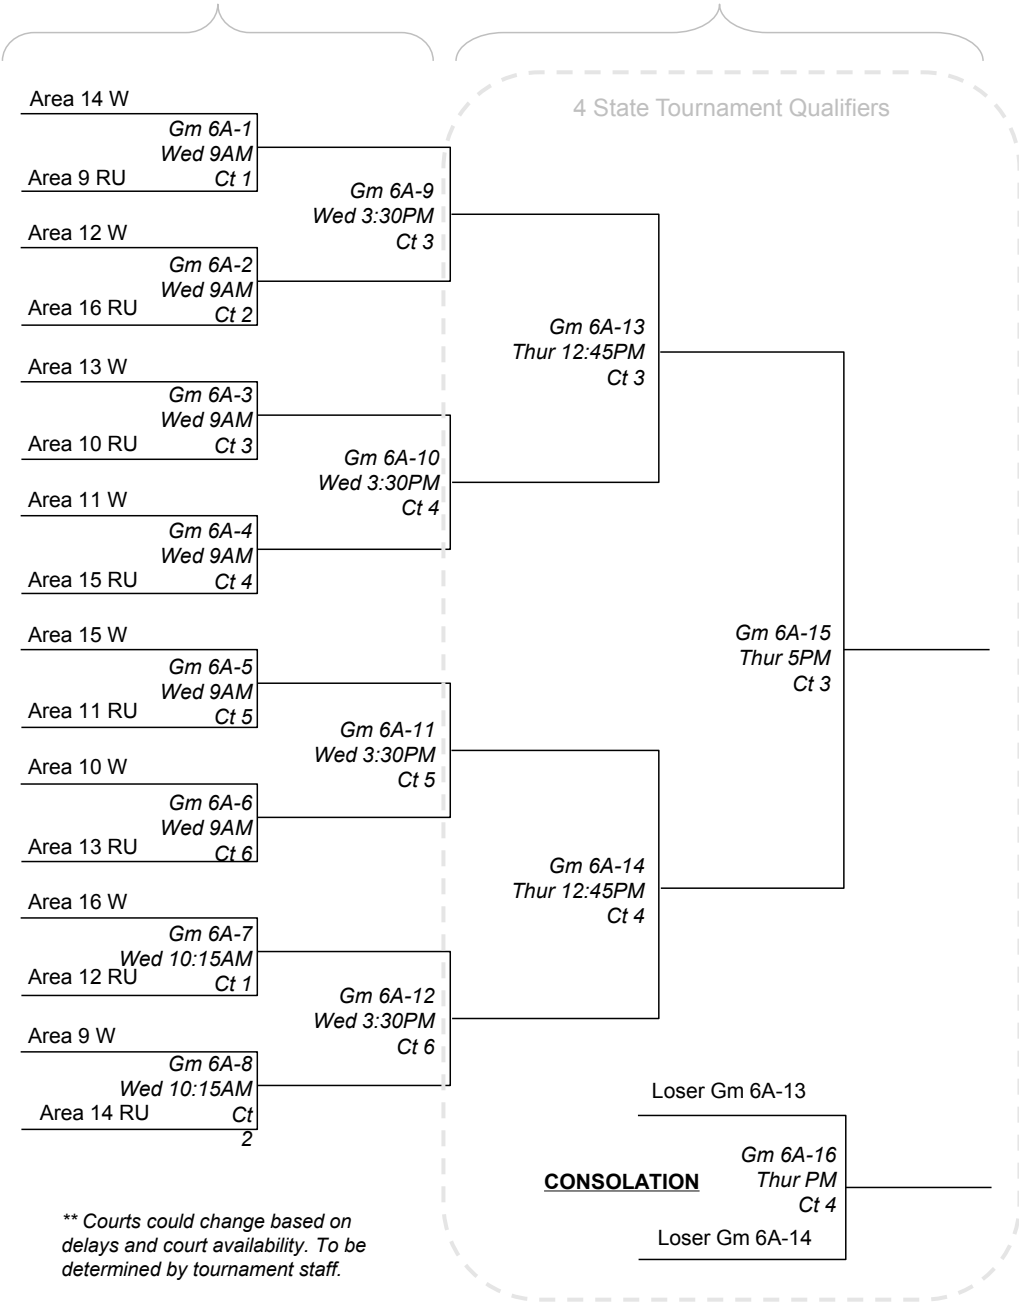 4 State Tournament Qualifiers
Area 14 W
Gm 6A-1
Wed 9AM
Area 9 RU
Ct 1
Gm 6A-9
Wed 3:30PM
Ct 3
Area 12 W
Gm 6A-2
Wed 9AM
Area 16 RU
Ct 2
Gm 6A-13
Thur 12:45PM
Ct 3
Area 13 W
Gm 6A-3
Wed 9AM
Area 10 RU
Ct 3
Gm 6A-10
Wed 3:30PM
Ct 4
Area 11 W
Gm 6A-4
Wed 9AM
Area 15 RU
Ct 4
Gm 6A-15
Thur 5PM
Ct 3
Area 15 W
Gm 6A-5
Wed 9AM
Area 11 RU
Ct 5
Gm 6A-11
Wed 3:30PM
Ct 5
Area 10 W
Gm 6A-6
Wed 9AM
Area 13 RU
Ct 6
Gm 6A-14
Thur 12:45PM
Ct 4
Area 16 W
Gm 6A-7
Wed 10:15AM
Area 12 RU
Ct 1
Gm 6A-12
Wed 3:30PM
Ct 6
Area 9 W
Gm 6A-8
Wed 10:15AM
Area 14 RU
Ct
2
Loser Gm 6A-13
Gm 6A-16
CONSOLATION
Thur PM
Ct 4
Loser Gm 6A-14
** Courts could change based on
delays and court availability. To be
determined by tournament staff.